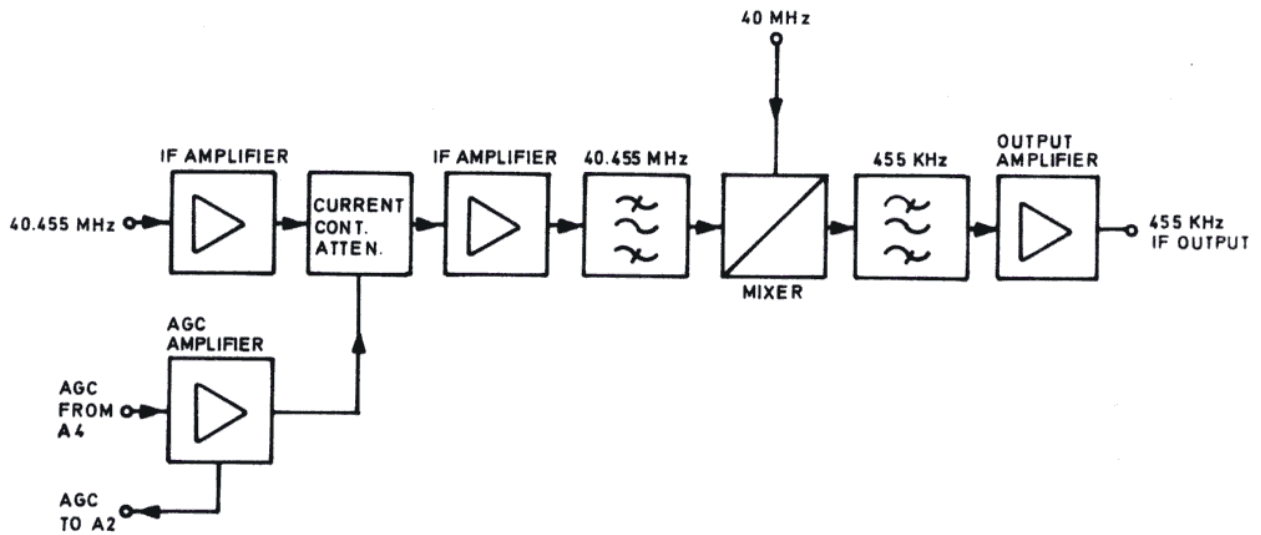 40 MHz
IF AMPLIFIER
IF AMPLIFIER
40.455 MHz
455 KHz
OUTPUT
AMPLIFIER
40.455 MHz
CURRENT
CONT.
ATTEN.
455 KHz
IF OUTPUT
MIXER
AGC
AMPLIFIER
AGC
FROM
A4
AGC
TO A2